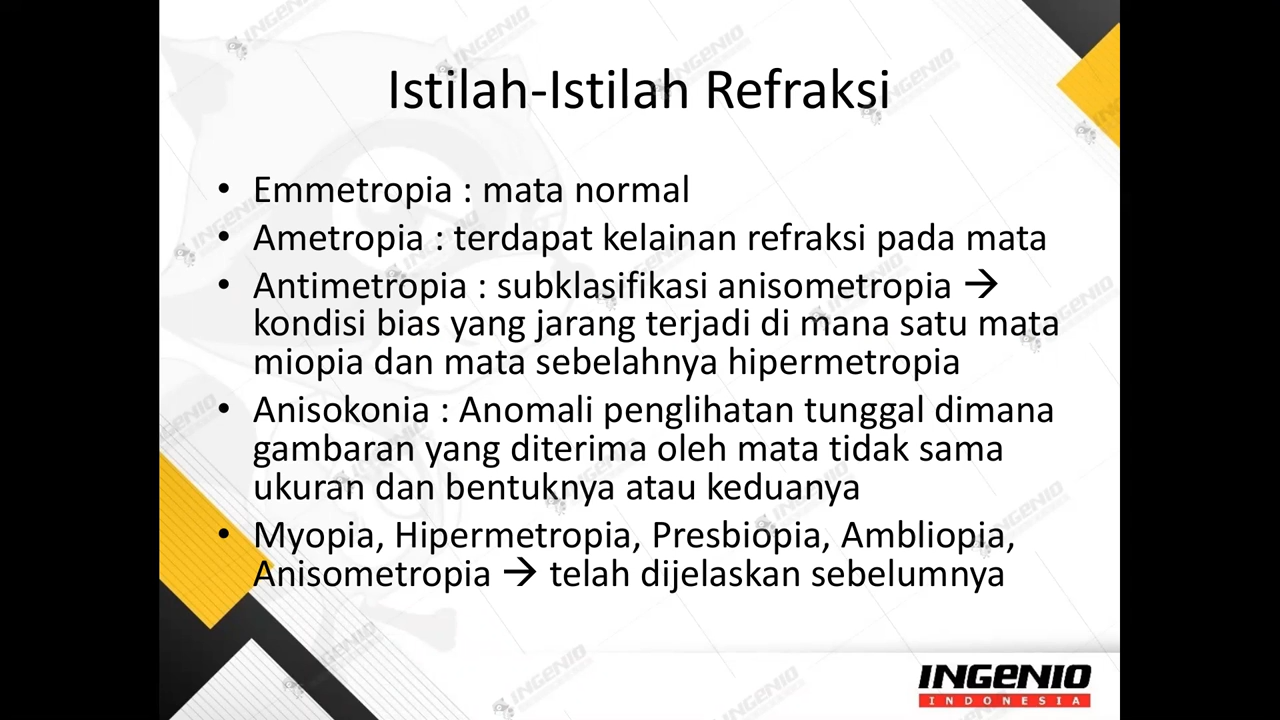 Istilah-Istilah Refraksi
• Emmetropia : mata normal
• Ametropia : terdapat kelainan refraksi pada mata
• Antimetropia : subklasifikasi anisometropia →
kondisi bias yang jarang terjadi di mana satu mata
miopia dan mata sebelahnya hipermetropia
• Anisokonia : Anomali penglihatan tunggal dimana
gambaran yang diterima oleh mata tidak sama
ukuran dan bentuknya atau keduanya
• Myopia, Hipermetropia, Presbiopia, Ambliopia,
Anisometropia → telah dijelaskan sebelumnya
INGENIO
INDONESIA